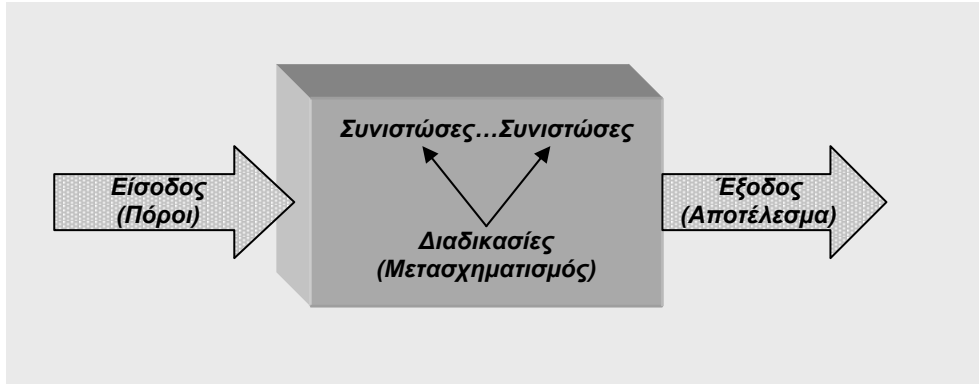 Συνιστώσες…Συνιστώσες
Είσοδος
(Πόροι)
Έξοδος
(Αποτέλεσμα)
Διαδικασίες
(Μετασχηματισμός)